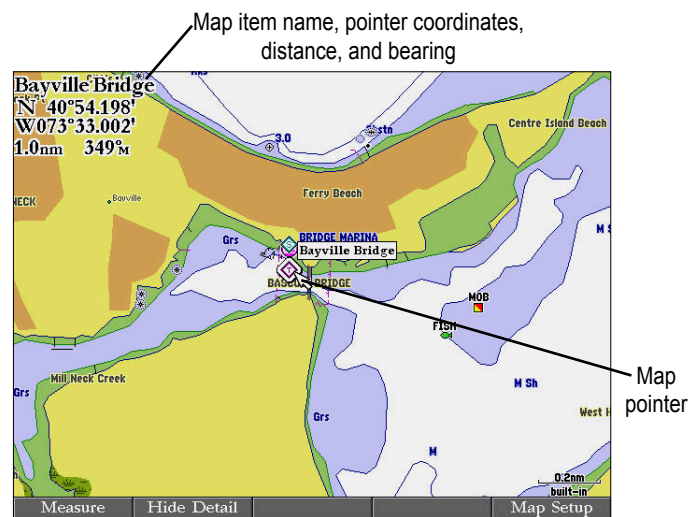 Map item name, pointer coordinates,
distance, and bearing
Bayville Bridge
N 40°54.198'
W073°33.002'
1.0nm 349°M
3.0
Centre Island Beach
NECK
Bayville
Ferry Beach
Grs
BRIDGE MARINA
Bayville Bridge
S
T
M S
MOB
FISH
Mill Neck Creek
Grs
Grs
M Sh
West H
M
Map
pointer
0.2nm
built-in
Measure
Hide Detail
Map Setup